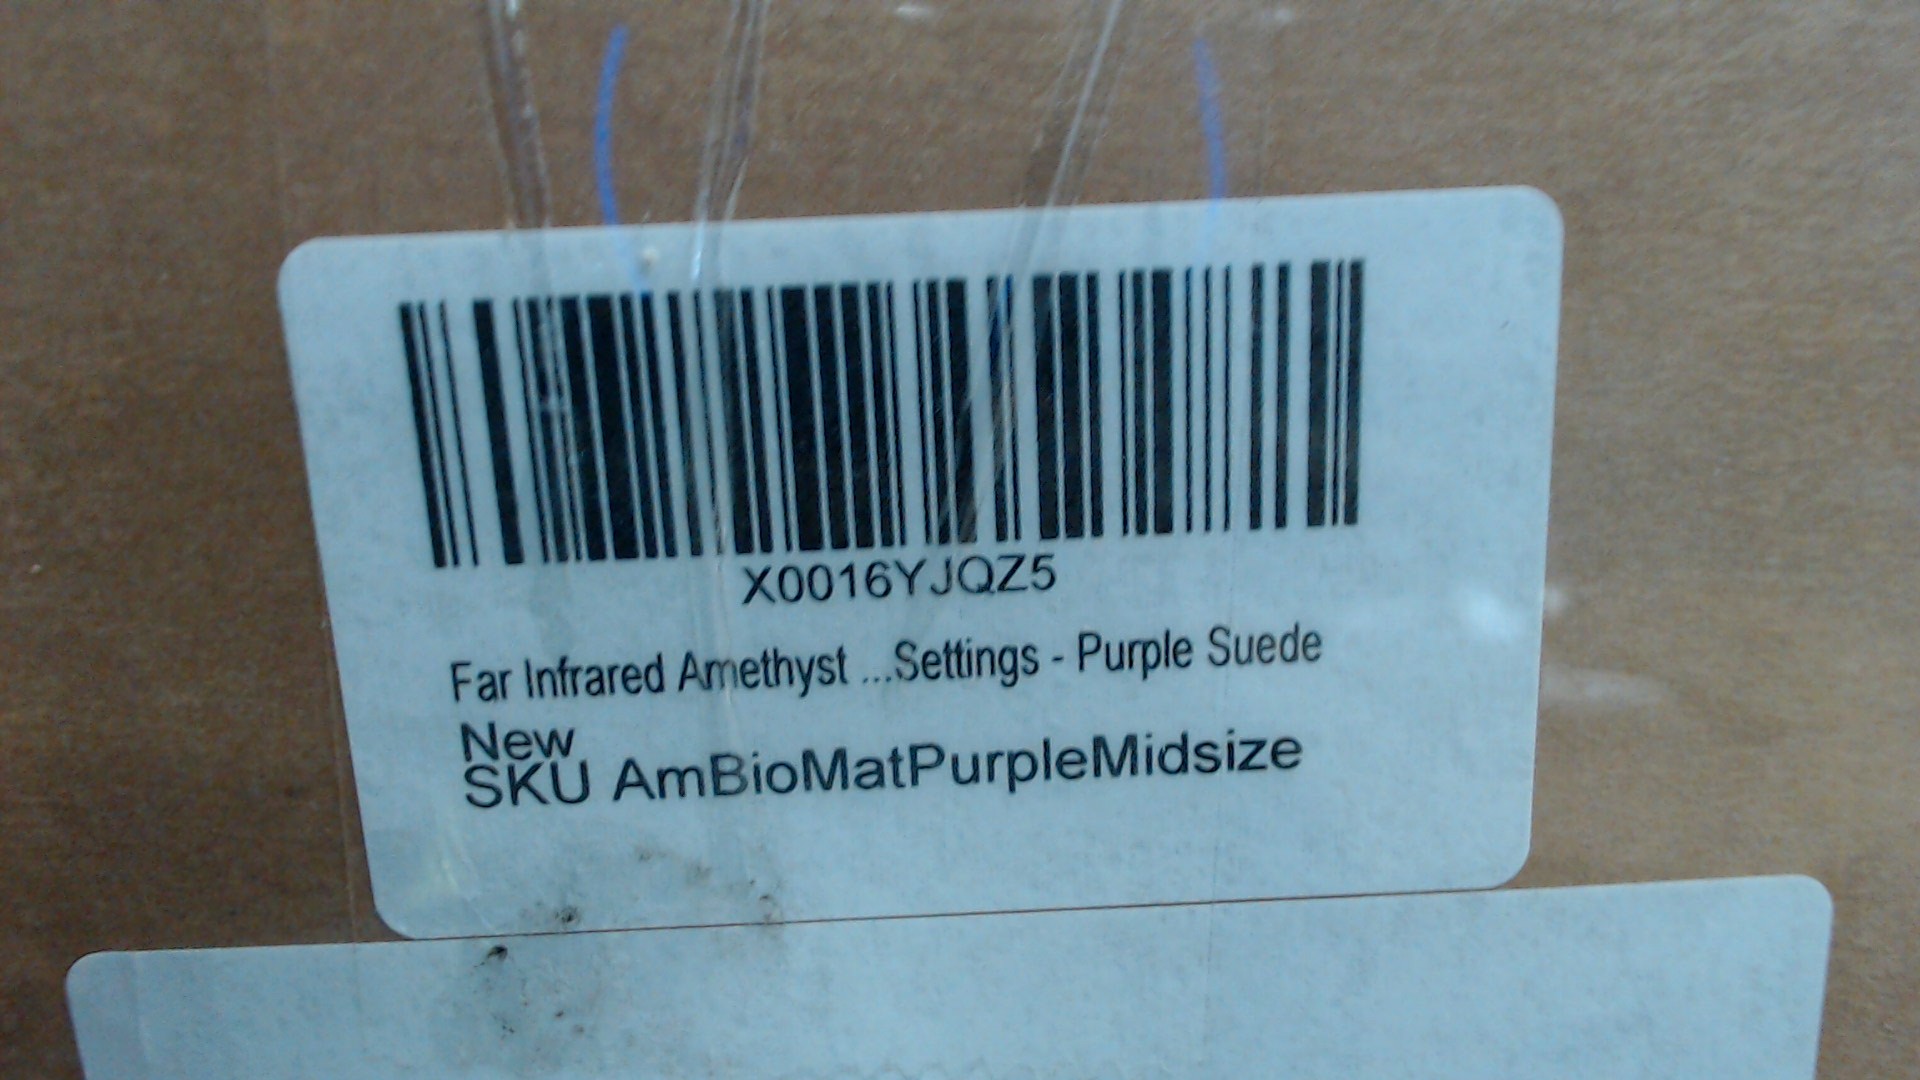 X0016YJQZ5
Far Infrared Amethyst ...Settings - Purple Suede
New
SKU AmBioMatPurpleMidsize